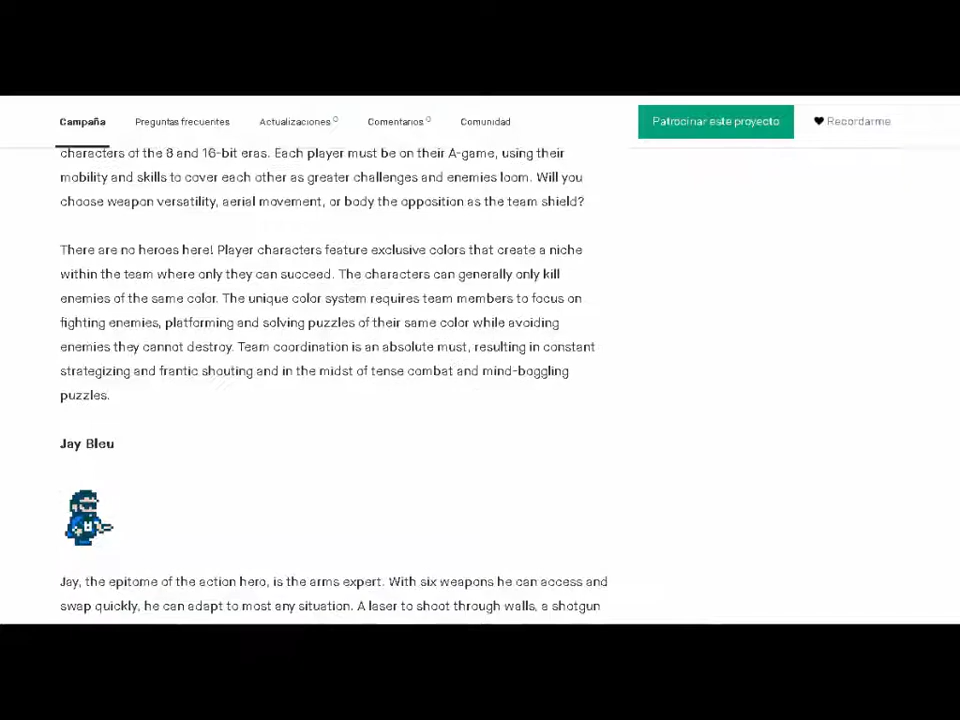 Campaña Preguntas frecuentes Actualizaciones 0 Comentarios 0 Comunidad Patrocinar este proyecto Recordarme
characters of the 8 and 16-bit eras. Each player must be on their A-game, using their
mobility and skills to cover each other as greater challenges and enemies loom. Will you
choose weapon versatility, aerial movement, or body the opposition as the team shield?
There are no heroes here! Player characters feature exclusive colors that create a niche
within the team where only they can succeed. The characters can generally only kill
enemies of the same color. The unique color system requires team members to focus on
fighting enemies, platforming and solving puzzles of their same color while avoiding
enemies they cannot destroy. Team coordination is an absolute must, resulting in constant
strategizing and frantic shouting and in the midst of tense combat and mind-boggling
puzzles.
Jay Bleu
Jay, the epitome of the action hero, is the arms expert. With six weapons he can access and
swap quickly, he can adapt to most any situation. A laser to shoot through walls, a shotgun